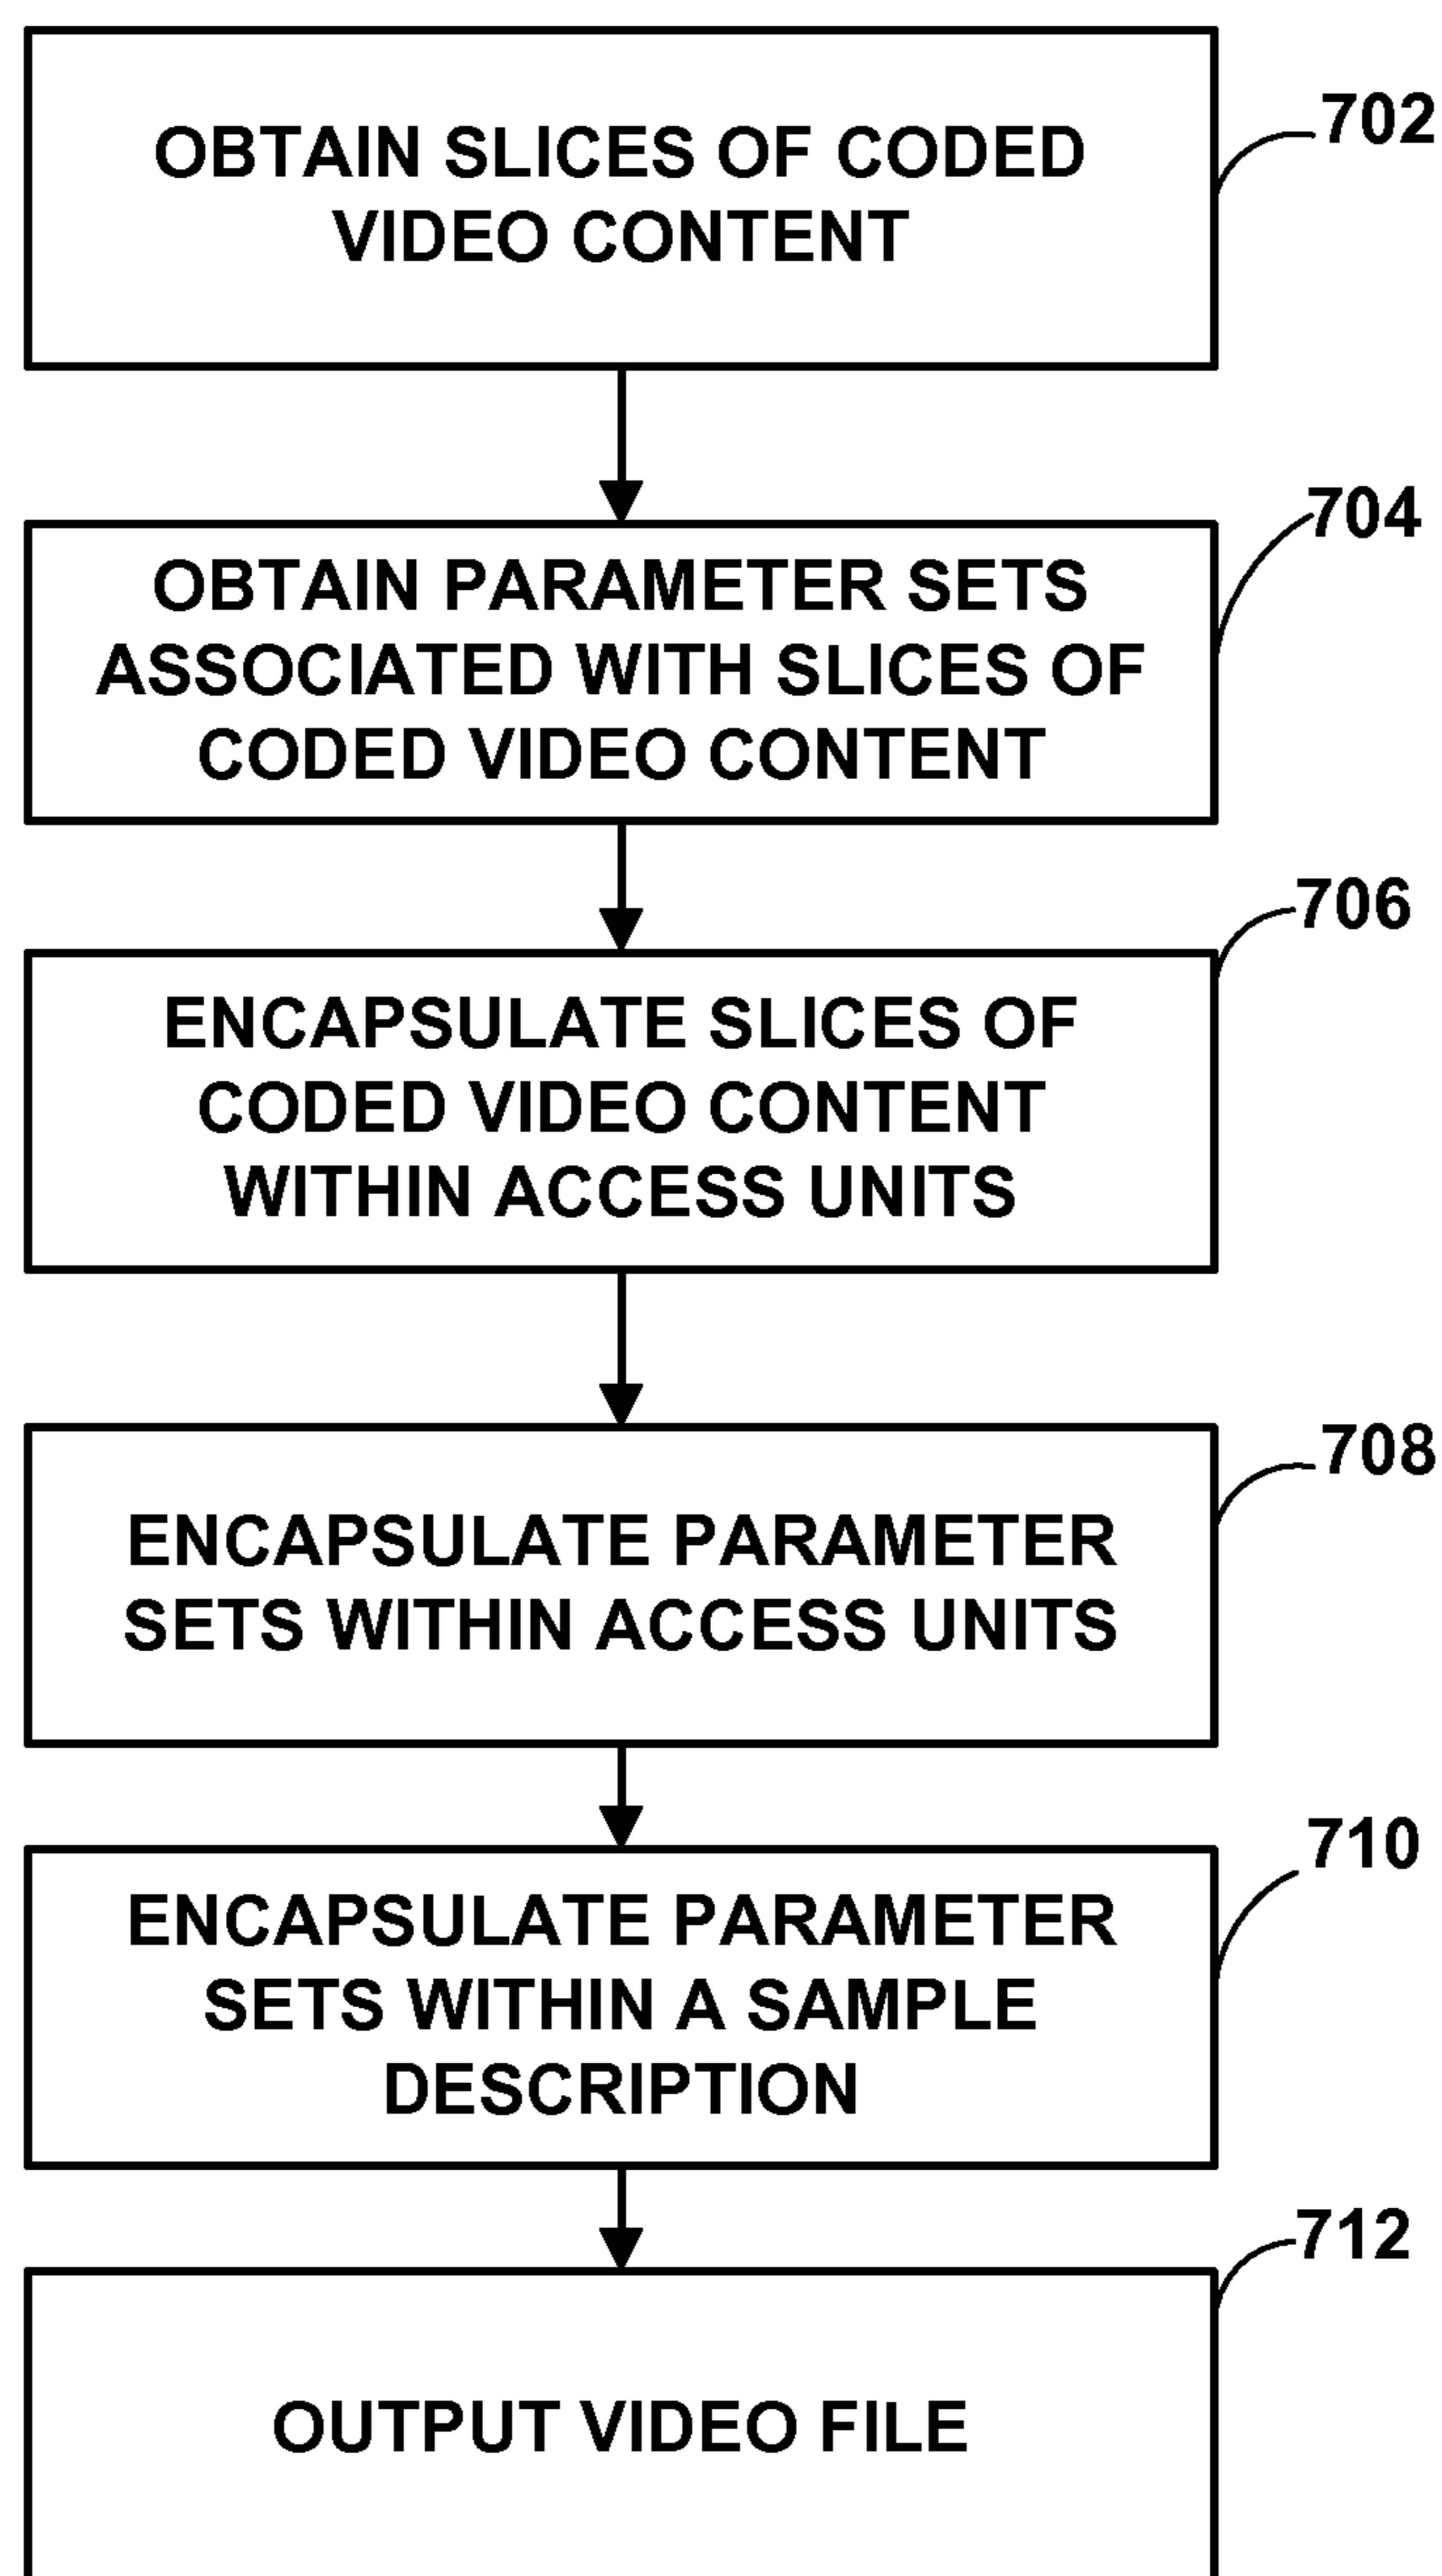 OBTAIN SLICES OF CODED
VIDEO CONTENT
702
OBTAIN PARAMETER SETS
ASSOCIATED WITH SLICES OF
CODED VIDEO CONTENT
704
ENCAPSULATE SLICES OF
CODED VIDEO CONTENT
WITHIN ACCESS UNITS
706
ENCAPSULATE PARAMETER
SETS WITHIN ACCESS UNITS
708
ENCAPSULATE PARAMETER
SETS WITHIN A SAMPLE
DESCRIPTION
710
OUTPUT VIDEO FILE
712